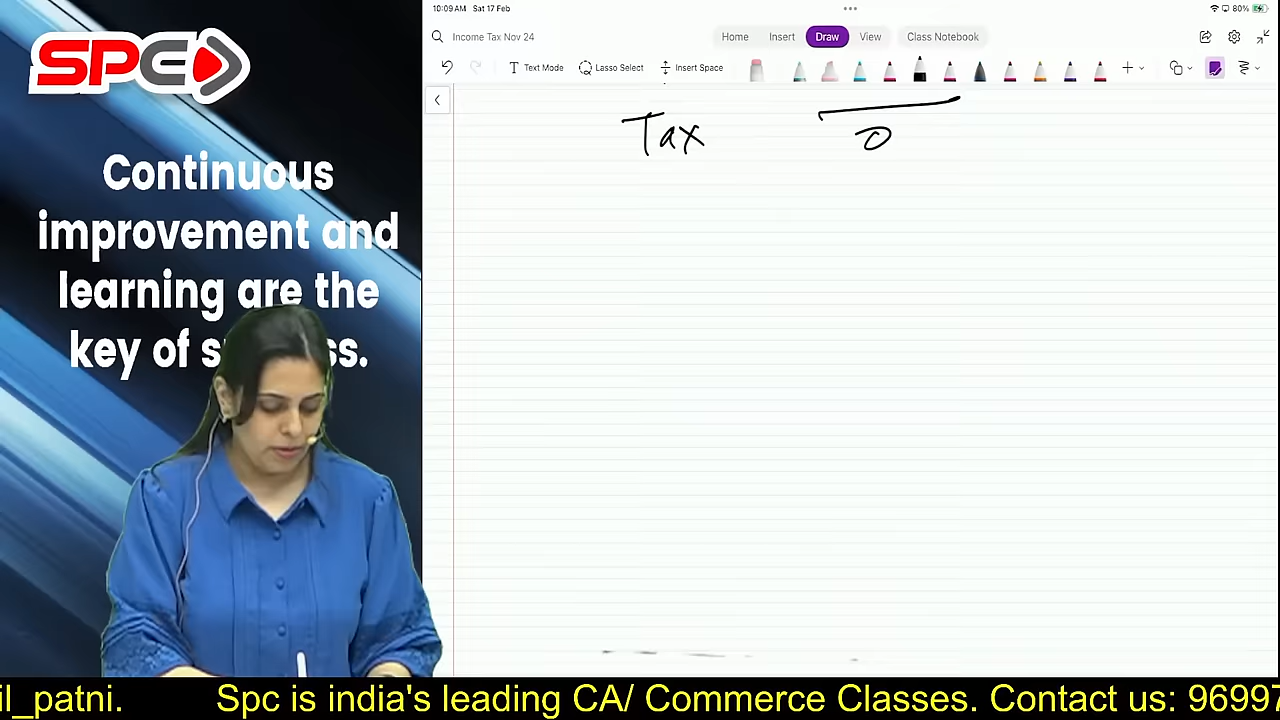 10:09 AM Sat 17 Feb
80%
Income Tax Nov 24
Home Insert Draw View Class Notebook
Text Mode Lasso Select Insert Space
SPC
Continuous
improvement and
learning are the
key of s ss.
Tax 0
il_patni. Spc is india's leading CA/ Commerce Classes. Contact us: 96997